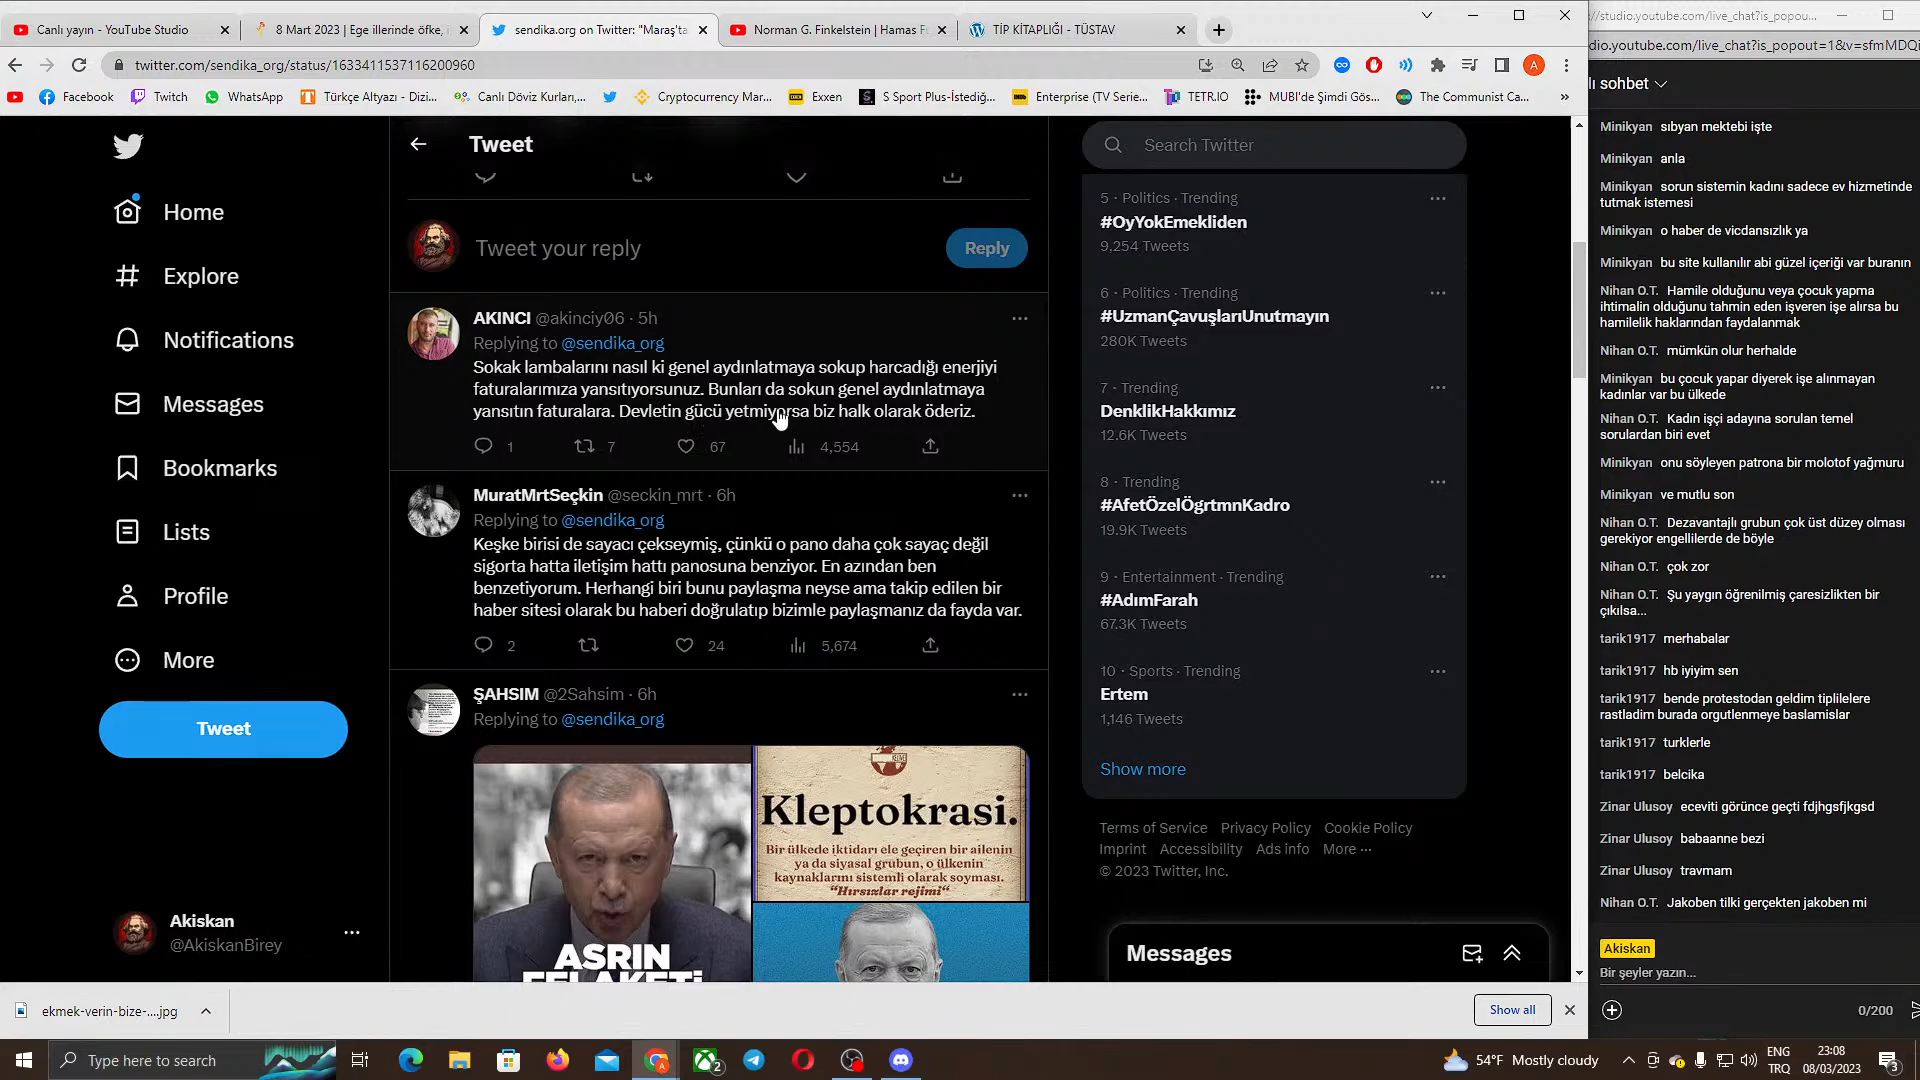 Canlı yayın - YouTube Studio
8 Mart 2023 | Ege illerinde öfke,
sendika.org on Twitter: "Maraş'ta
Norman G. Finkelstein | Hamas
TİP KİTAPLIĞI - TÜSTAV
twitter.com/sendika_org/status/1633411537116200960
Facebook
Twitch
WhatsApp
Türkçe Altyazı - Dizi...
Canlı Döviz Kurları,...
Cryptocurrency Mar...
Exxen
S Sport Plus-İstediğ...
Enterprise (TV Serie...
TETR.IO
MUBI'de Şimdi Gös...
The Communist Ca...
»
Home
Explore
Notifications
Messages
Bookmarks
Lists
Profile
More
Tweet
Akiskan
@AkiskanBirey
Tweet
Tweet your reply
Reply
AKINCI @akinciy06 · 5h
Replying to @sendika_org
Sokak lambalarını nasıl ki genel aydınlatmaya sokup harcadığı enerjiyi
faturalarımıza yansıtıyorsunuz. Bunları da sokun genel aydınlatmaya
yansıtın faturalara. Devletin gücü yetmiyorsa biz halk olarak öderiz.
1 7 67 4,554
MuratMrtSeçkin @seckin_mrt · 6h
Replying to @sendika_org
Keşke birisi de sayacı çekseymiş, çünkü o pano daha çok sayaç değil
sigorta hatta iletişim hattı panosuna benziyor. En azından ben
benzetiyorum. Herhangi biri bunu paylaşma neyse ama takip edilen bir
haber sitesi olarak bu haberi doğrulatıp bizimle paylaşmanız da fayda var.
2 24 5,674
ŞAHSIM @2Sahsim · 6h
Replying to @sendika_org
ASRIN
FELAKETİ
Kleptokrasi.
Bir ülkede iktidarı ele geçiren bir ailenin
ya da siyasal grubun, o ülkenin
kaynaklarını sistemli olarak soyması.
"Hırsızlar rejimi"
Search Twitter
5 · Politics · Trending
#OyYokEmekliden
9,254 Tweets
6 · Politics · Trending
#UzmanÇavuşlarıUnutmayın
280K Tweets
7 · Trending
DenklikHakkımız
12.6K Tweets
8 · Trending
#AfetÖzelÖgrtmnKadro
19.9K Tweets
9 · Entertainment · Trending
#AdımFarah
67.3K Tweets
10 · Sports · Trending
Ertem
1,146 Tweets
Show more
Terms of Service Privacy Policy Cookie Policy
Imprint Accessibility Ads info More ···
© 2023 Twitter, Inc.
Messages
://studio.youtube.com/live_chat?is_popou...
dio.youtube.com/live_chat?is_popout=1&v=sfmMDQ
lı sohbet
Minikyan sıbyan mektebi işte
Minikyan anla
Minikyan sorun sistemin kadını sadece ev hizmetinde
tutmak istemesi
Minikyan o haber de vicdansızlık ya
Minikyan bu site kullanılır abi güzel içeriği var buranın
Nihan O.T. Hamile olduğunu veya çocuk yapma
ihtimalin olduğunu tahmin eden işveren işe alırsa bu
hamilelik haklarından faydalanmak
Nihan O.T. mümkün olur herhalde
Minikyan bu çocuk yapar diyerek işe alınmayan
kadınlar var bu ülkede
Nihan O.T. Kadın işçi adayına sorulan temel
sorulardan biri evet
Minikyan onu söyleyen patrona bir molotof yağmuru
Minikyan ve mutlu son
Nihan O.T. Dezavantajlı grubun çok üst düzey olması
gerekiyor engellilerde de böyle
Nihan O.T. çok zor
Nihan O.T. Şu yaygın öğrenilmiş çaresizlikten bir
çıkılsa...
tarik1917 merhabalar
tarik1917 hb iyiyim sen
tarik1917 bende protestodan geldim tiplilelere
rastladim burada orgutlenmeye baslamislar
tarik1917 turklerle
tarik1917 belcika
Zinar Ulusoy eceviti görünce geçti fdjhgsfjkgsd
Zinar Ulusoy babaanne bezi
Zinar Ulusoy travmam
Nihan O.T. Jakoben tilki gerçekten jakoben mi
Akiskan
Bir şeyler yazın...
0/200
ekmek-verin-bize-....jpg
Show all
Type here to search
2
54°F Mostly cloudy
ENG
TRQ
23:08
08/03/2023
3